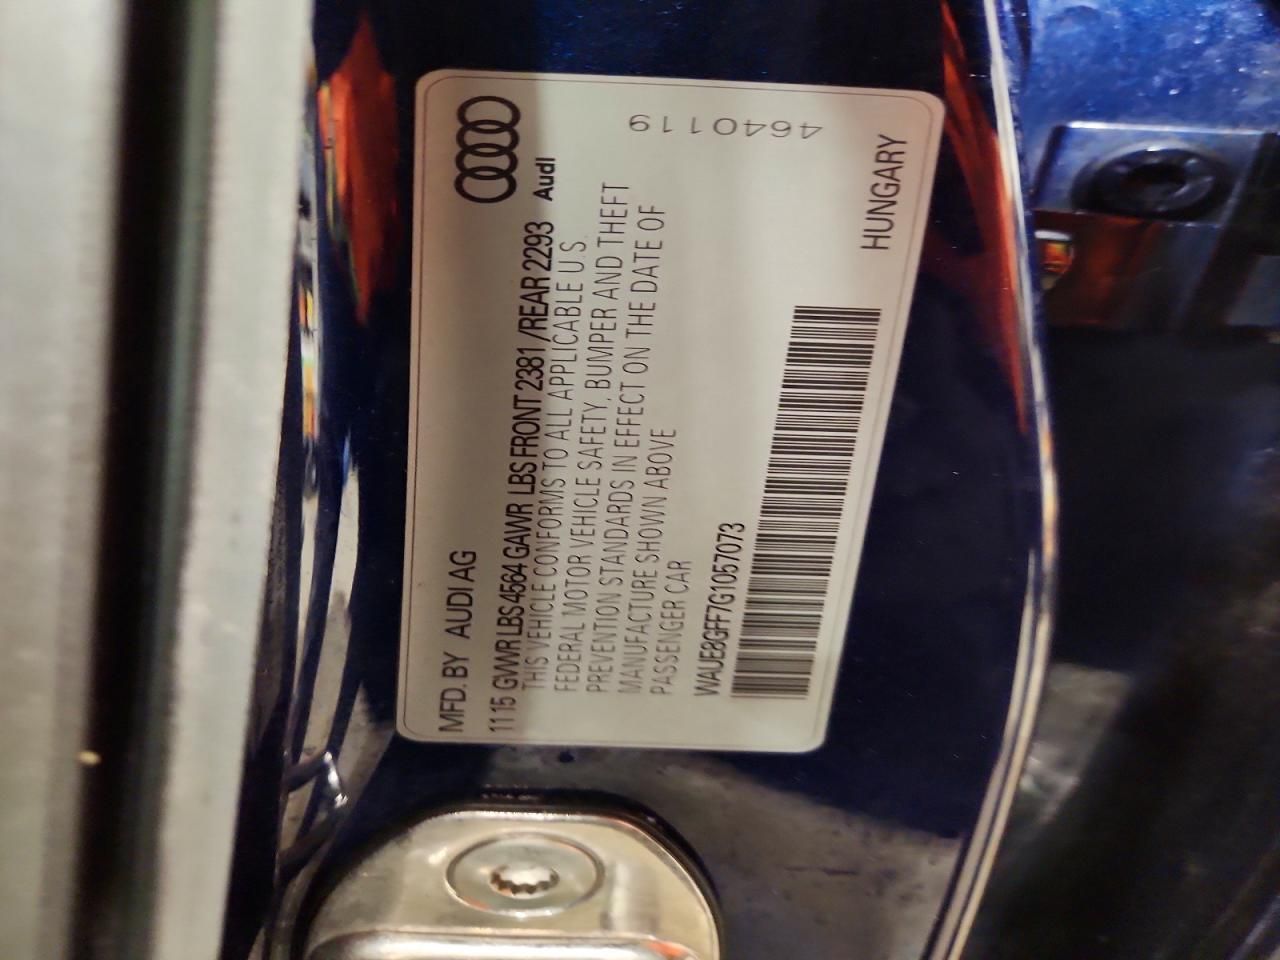 Audi
MFD. BY AUDI AG
11 15 GVWR LBS 4564 GAWR LBS FRONT 2381 /REAR 2293
THIS VEHICLE CONFORMS TO ALL APPLICABLE U.S.
FEDERAL MOTOR VEHICLE SAFETY, BUMPER AND THEFT
PREVENTION STANDARDS IN EFFECT ON THE DATE OF
MANUFACTURE SHOWN ABOVE
PASSENGER CAR
WAUE8GFF7G1057073
HUNGARY
4640119